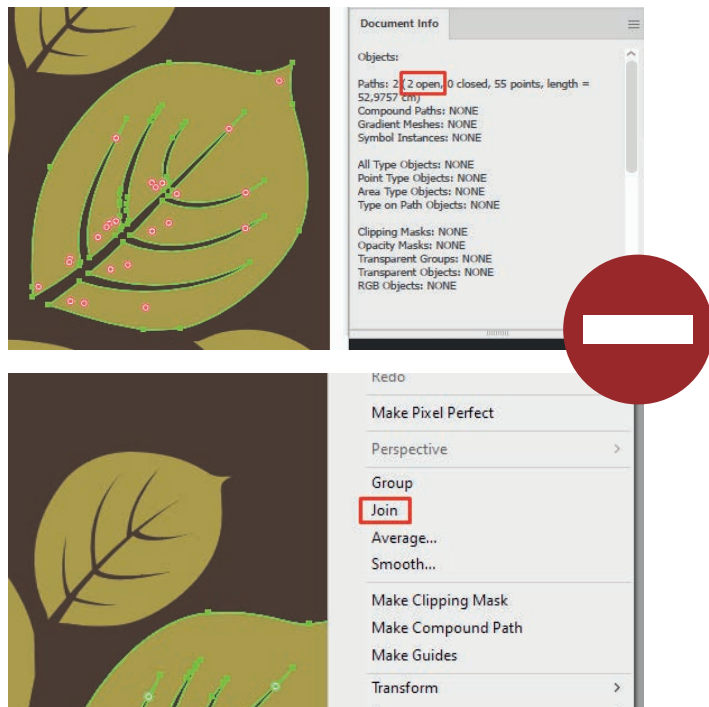 Document Info
Objects:
Paths: 2 (2 open, 0 closed, 55 points, length =
52,9757 cm)
Compound Paths: NONE
Gradient Meshes: NONE
Symbol Instances: NONE
All Type Objects: NONE
Point Type Objects: NONE
Area Type Objects: NONE
Type on Path Objects: NONE
Clipping Masks: NONE
Opacity Masks: NONE
Transparent Groups: NONE
Transparent Objects: NONE
RGB Objects: NONE
Redo
Make Pixel Perfect
Perspective
Group
Join
Average...
Smooth...
Make Clipping Mask
Make Compound Path
Make Guides
Transform